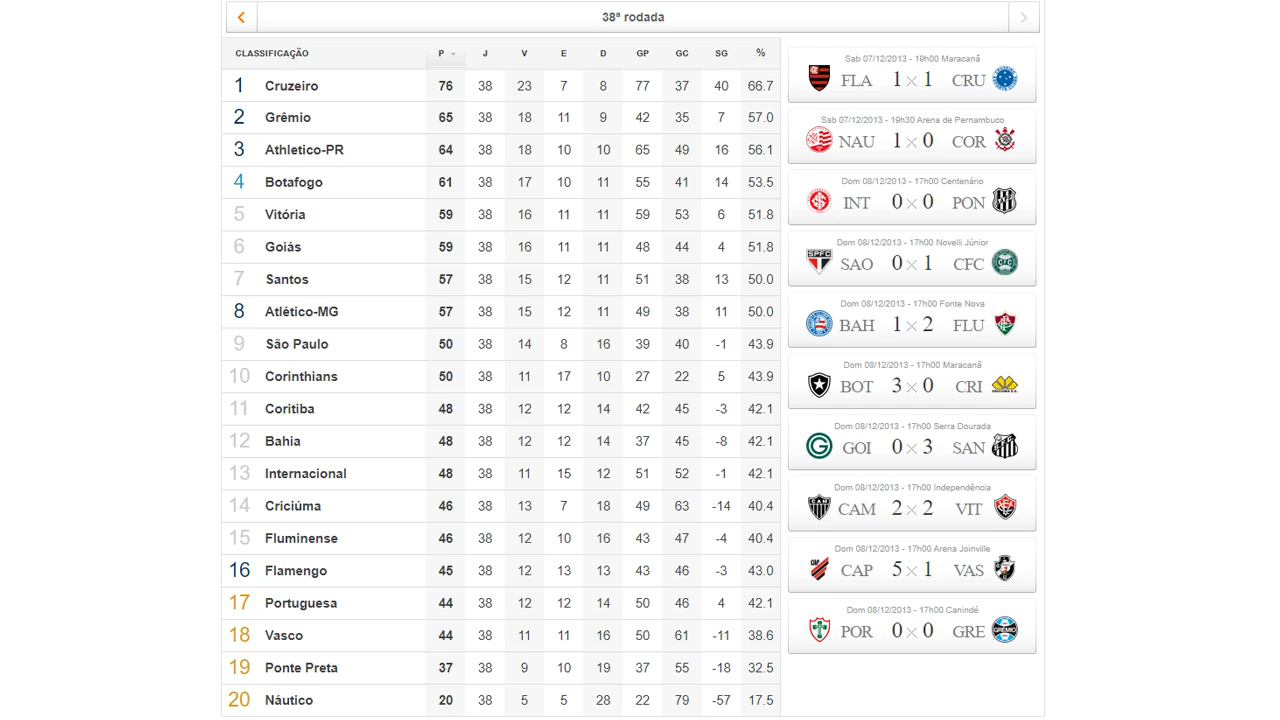 38ª rodada
CLASSIFICAÇÃO P J V E D GP GC SG %
1 Cruzeiro 76 38 23 7 8 77 37 40 66.7
2 Grêmio 65 38 18 11 9 42 35 7 57.0
3 Athletico-PR 64 38 18 10 10 65 49 16 56.1
4 Botafogo 61 38 17 10 11 55 41 14 53.5
5 Vitória 59 38 16 11 11 59 53 6 51.8
6 Goiás 59 38 16 11 11 48 44 4 51.8
7 Santos 57 38 15 12 11 51 38 13 50.0
8 Atlético-MG 57 38 15 12 11 49 38 11 50.0
9 São Paulo 50 38 14 8 16 39 40 -1 43.9
10 Corinthians 50 38 11 17 10 27 22 5 43.9
11 Coritiba 48 38 12 12 14 42 45 -3 42.1
12 Bahia 48 38 12 12 14 37 45 -8 42.1
13 Internacional 48 38 11 15 12 51 52 -1 42.1
14 Criciúma 46 38 13 7 18 49 63 -14 40.4
15 Fluminense 46 38 12 10 16 43 47 -4 40.4
16 Flamengo 45 38 12 13 13 43 46 -3 43.0
17 Portuguesa 44 38 12 12 14 50 46 4 42.1
18 Vasco 44 38 11 11 16 50 61 -11 38.6
19 Ponte Preta 37 38 9 10 19 37 55 -18 32.5
20 Náutico 20 38 5 5 28 22 79 -57 17.5
Sab 07/12/2013 - 19h00 Maracanã
FLA 1 × 1 CRU
Sab 07/12/2013 - 19h30 Arena de Pernambuco
NAU 1 × 0 COR
Dom 08/12/2013 - 17h00 Centenário
INT 0 × 0 PON
Dom 08/12/2013 - 17h00 Novelli Júnior
SAO 0 × 1 CFC
Dom 08/12/2013 - 17h00 Fonte Nova
BAH 1 × 2 FLU
Dom 08/12/2013 - 17h00 Maracanã
BOT 3 × 0 CRI
Dom 08/12/2013 - 17h00 Serra Dourada
GOI 0 × 3 SAN
Dom 08/12/2013 - 17h00 Independência
CAM 2 × 2 VIT
Dom 08/12/2013 - 17h00 Arena Joinville
CAP 5 × 1 VAS
Dom 08/12/2013 - 17h00 Canindé
POR 0 × 0 GRE